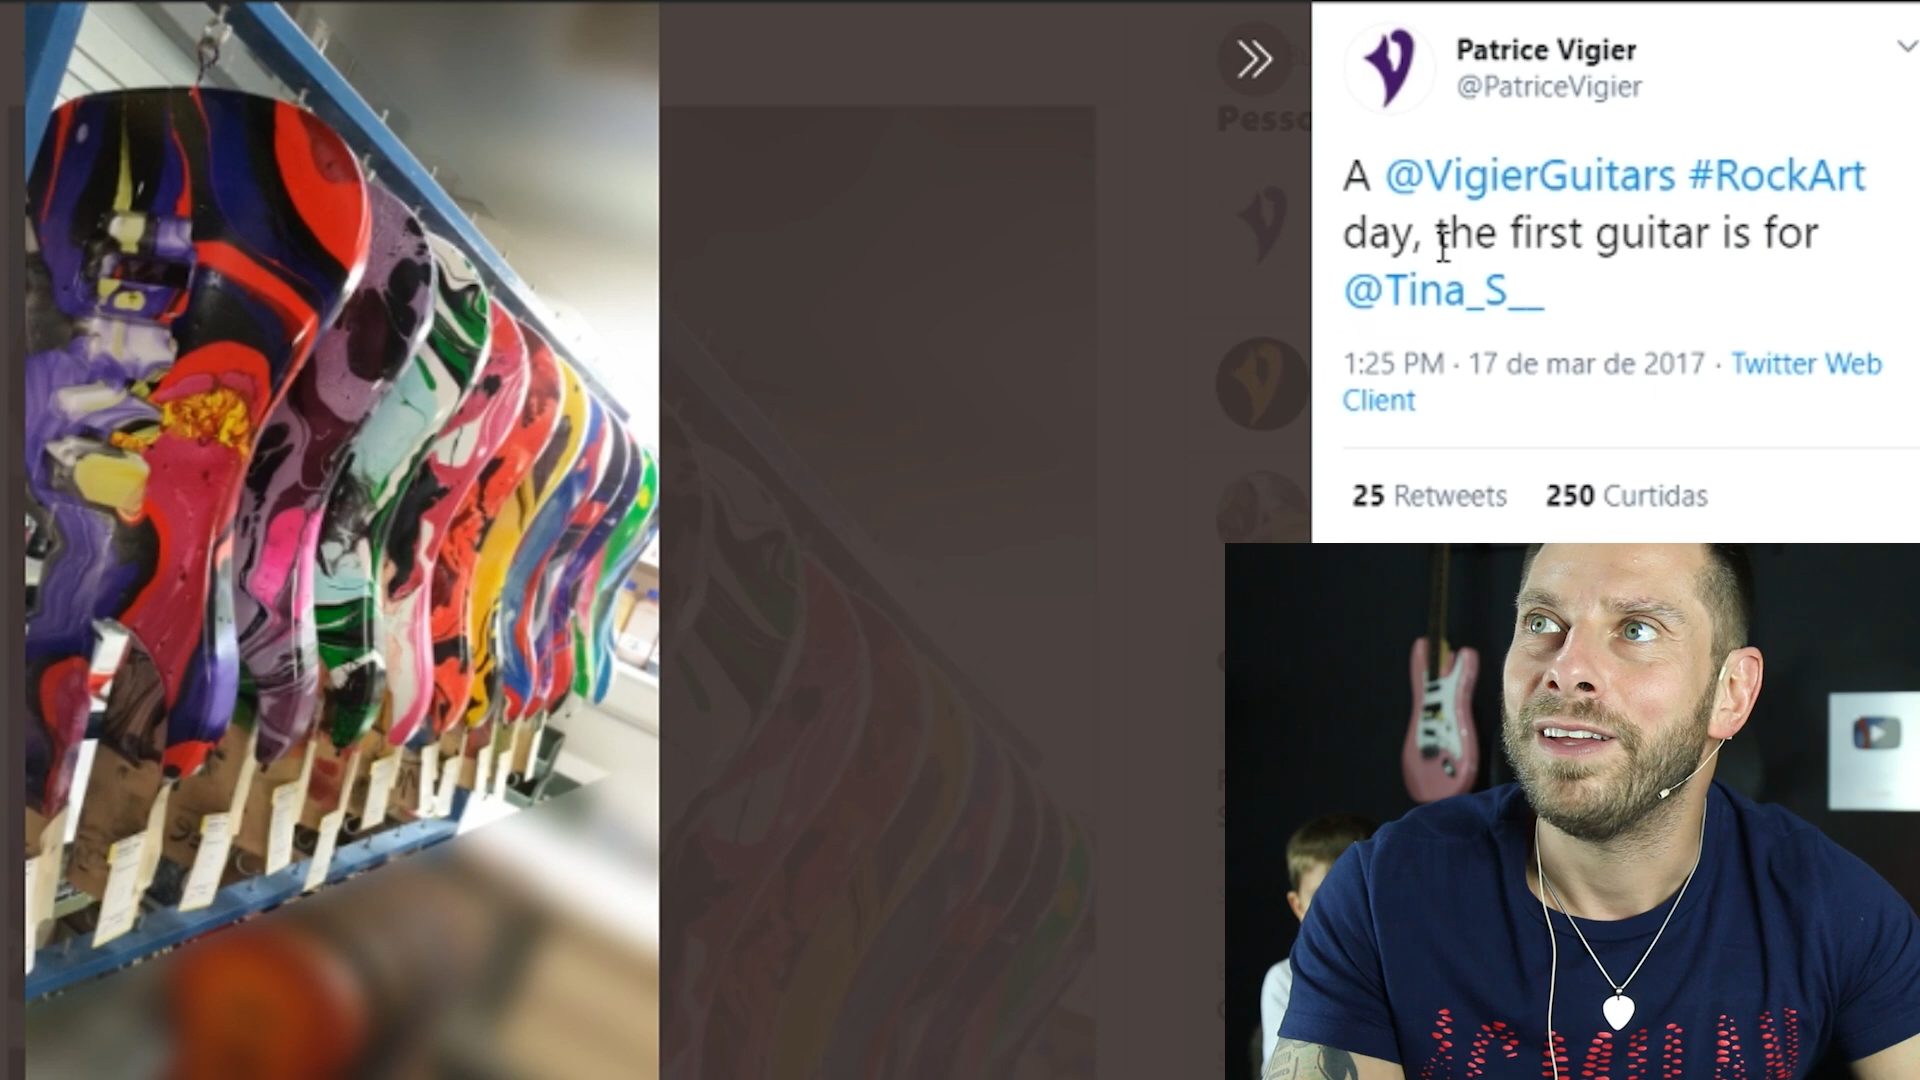 Pesso
Patrice Vigier
@PatriceVigier
A @VigierGuitars #RockArt
day, the first guitar is for
@Tina_S__
1:25 PM · 17 de mar de 2017 · Twitter Web
Client
25 Retweets 250 Curtidas